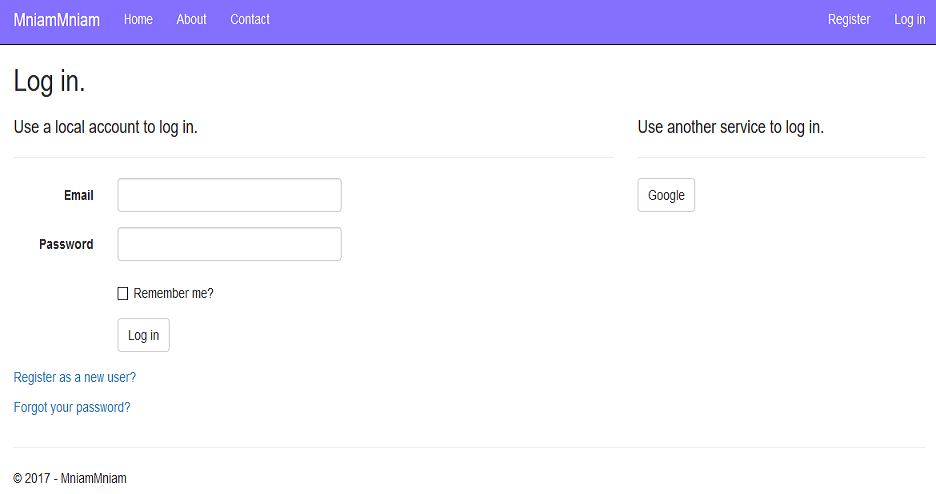 MniamMniam Home About Contact Register Log in
Log in.
Use a local account to log in.
Use another service to log in.
Email
Password
Remember me?
Log in
Register as a new user?
Forgot your password?
Google
© 2017 - MniamMniam